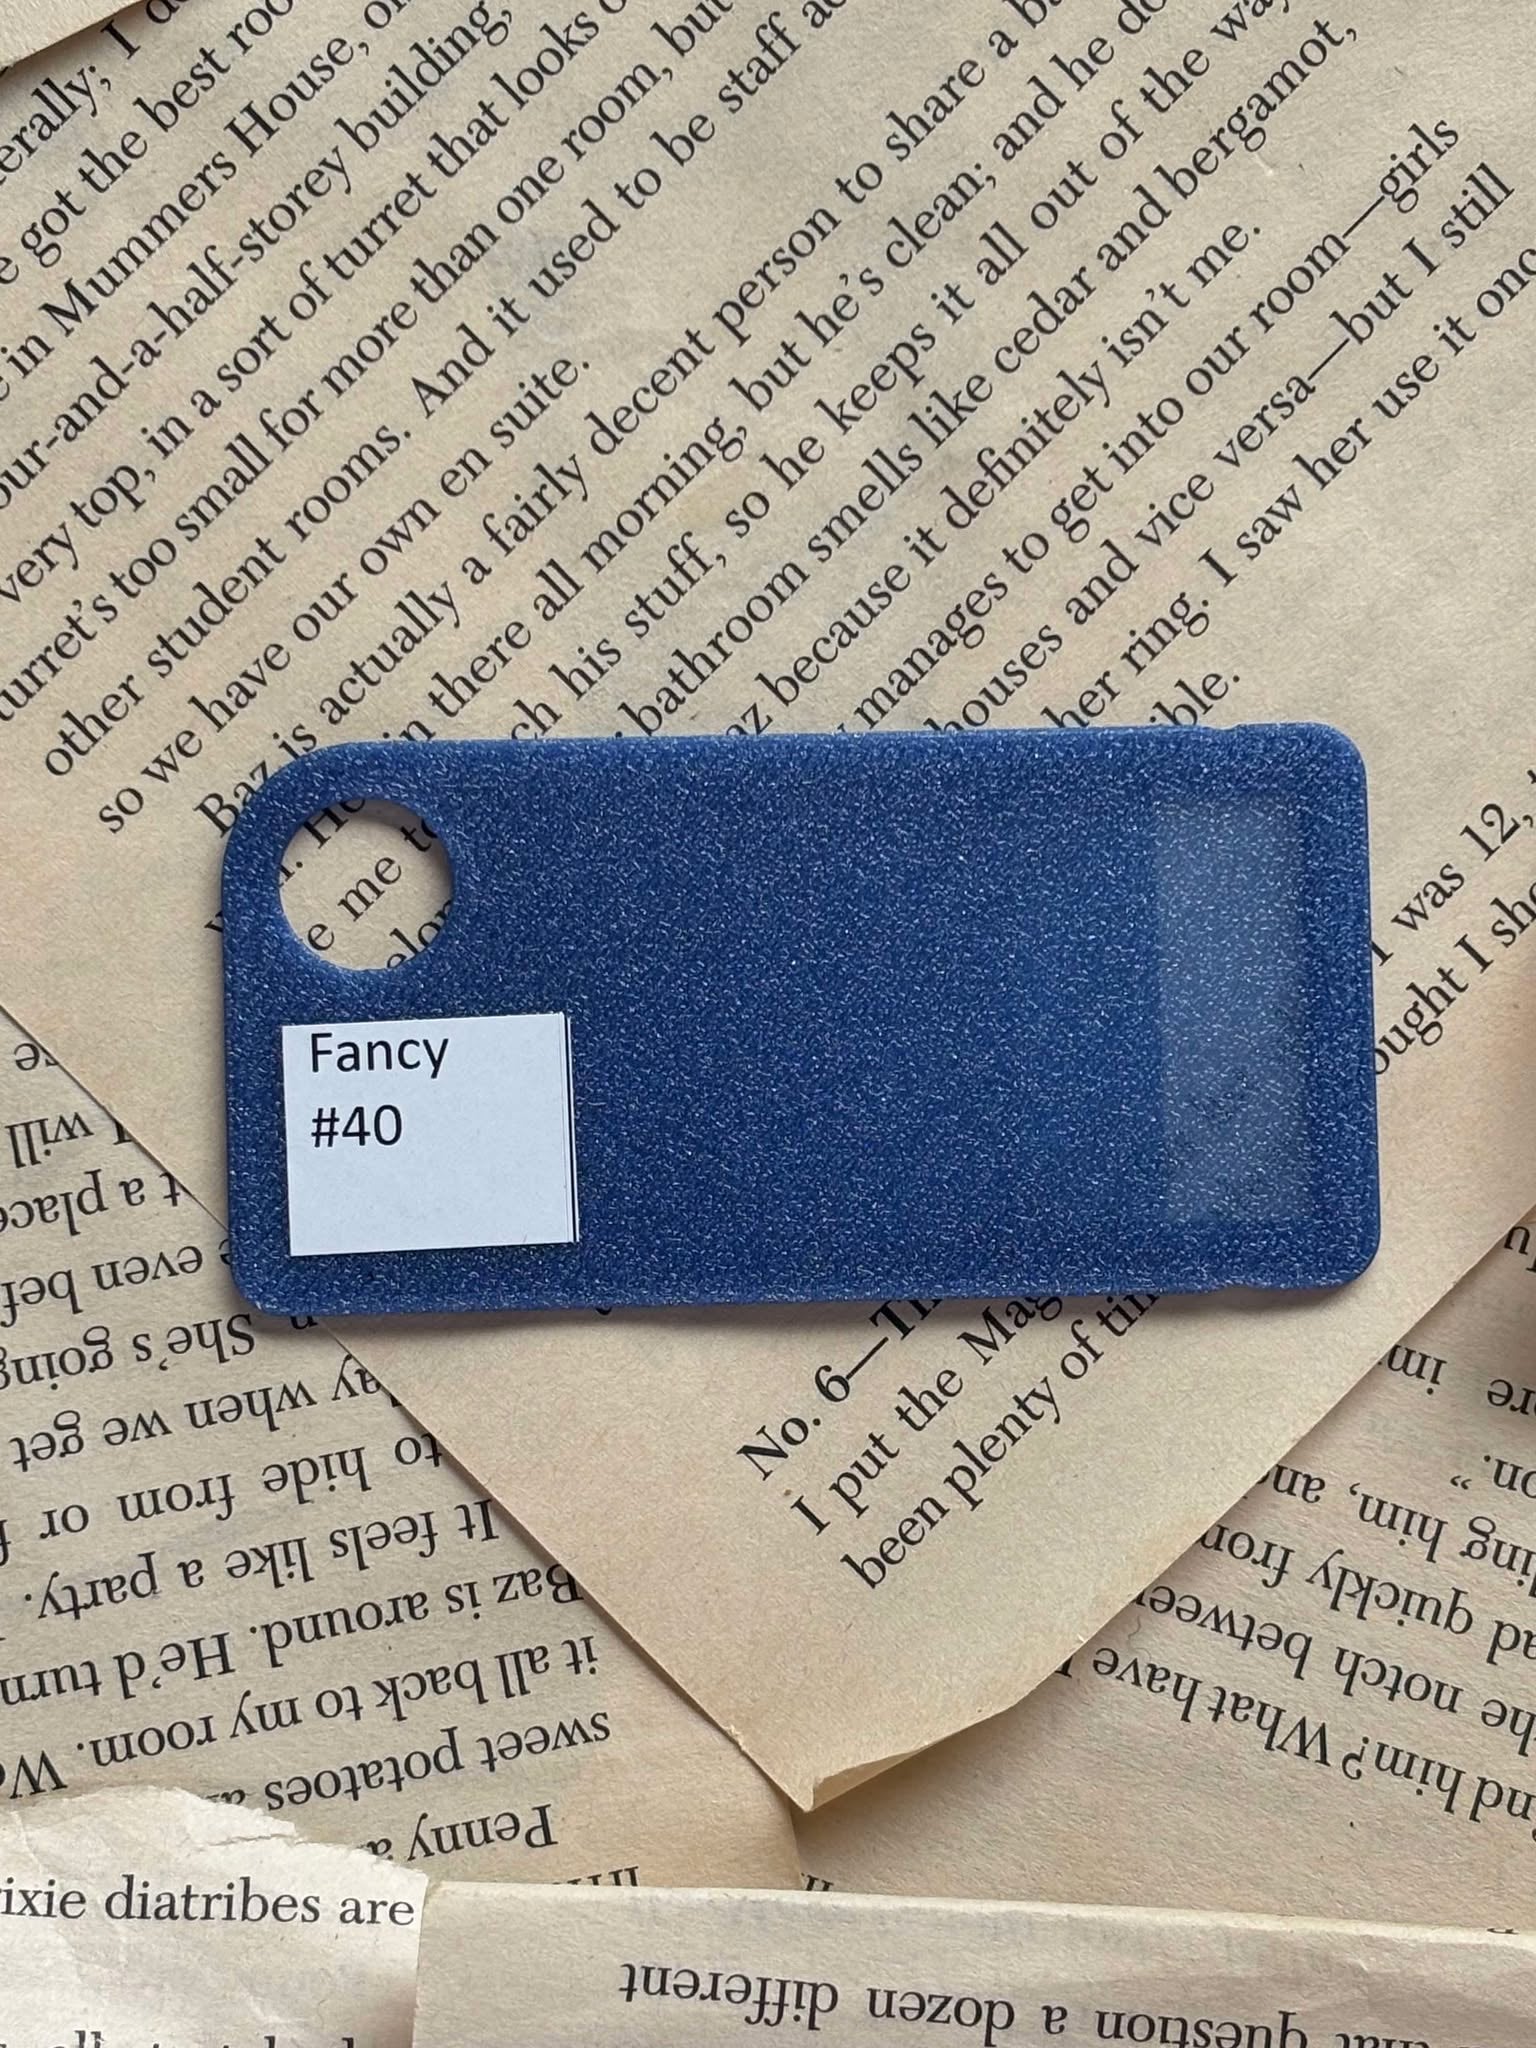 erally; I
got the best
in Mummers House, on
our-and-a-half-storey building,
very top, in a sort of turret that looks
turret's too small for more than one room, but
other student rooms. And it used to be staff
so we have our own en suite.
Baz is actually a fairly decent person to share a
in there all morning, but he's clean; and he
his stuff, so he keeps it all out of the
bathroom smells like cedar and bergamot,
because it definitely isn't me.
manages to get into our room—girls
houses and vice versa—but I still
her ring. I saw her use it
I was 12,
ought I
me
Fancy
#40
No. 6—
I put the
been plenty of
I will
t a place
even
She's going
when we get
to hide from or
It feels like a party.
Baz is around. He'd turn
it all back to my room.
sweet potatoes
Penny
ing him,
quickly from
notch between
him? What have I
ixie diatribes are
question a dozen different